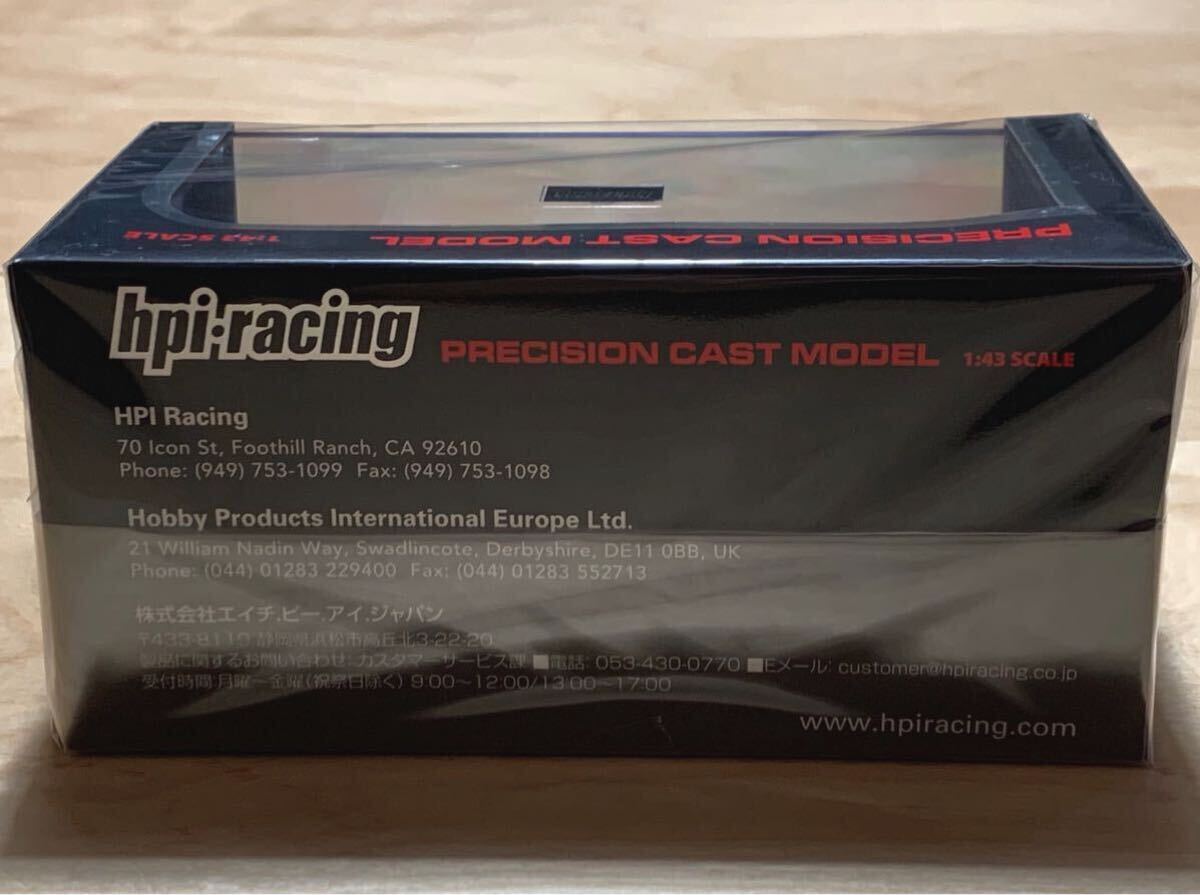 PRECISION CAST MODEL 1:43 SCALE
hpi·racing PRECISION CAST MODEL 1:43 SCALE
HPI Racing
70 Icon St, Foothill Ranch, CA 92610
Phone: (949) 753-1099 Fax: (949) 753-1098
Hobby Products International Europe Ltd.
21 William Nadin Way, Swadlincote, Derbyshire, DE11 0BB, UK
Phone: (044) 01283 229400 Fax: (044) 01283 552713
株式会社エイチ.ピー.アイ.ジャパン
〒433-8119 静岡県浜松市高丘北3-22-20
製品に関するお問い合わせ: カスタマーサービス課 ■電話: 053-430-0770 ■Eメール: customer@hpiracing.co.jp
受付時間:月曜〜金曜(祝祭日除く) 9:00〜12:00/13:00〜17:00
www.hpiracing.com